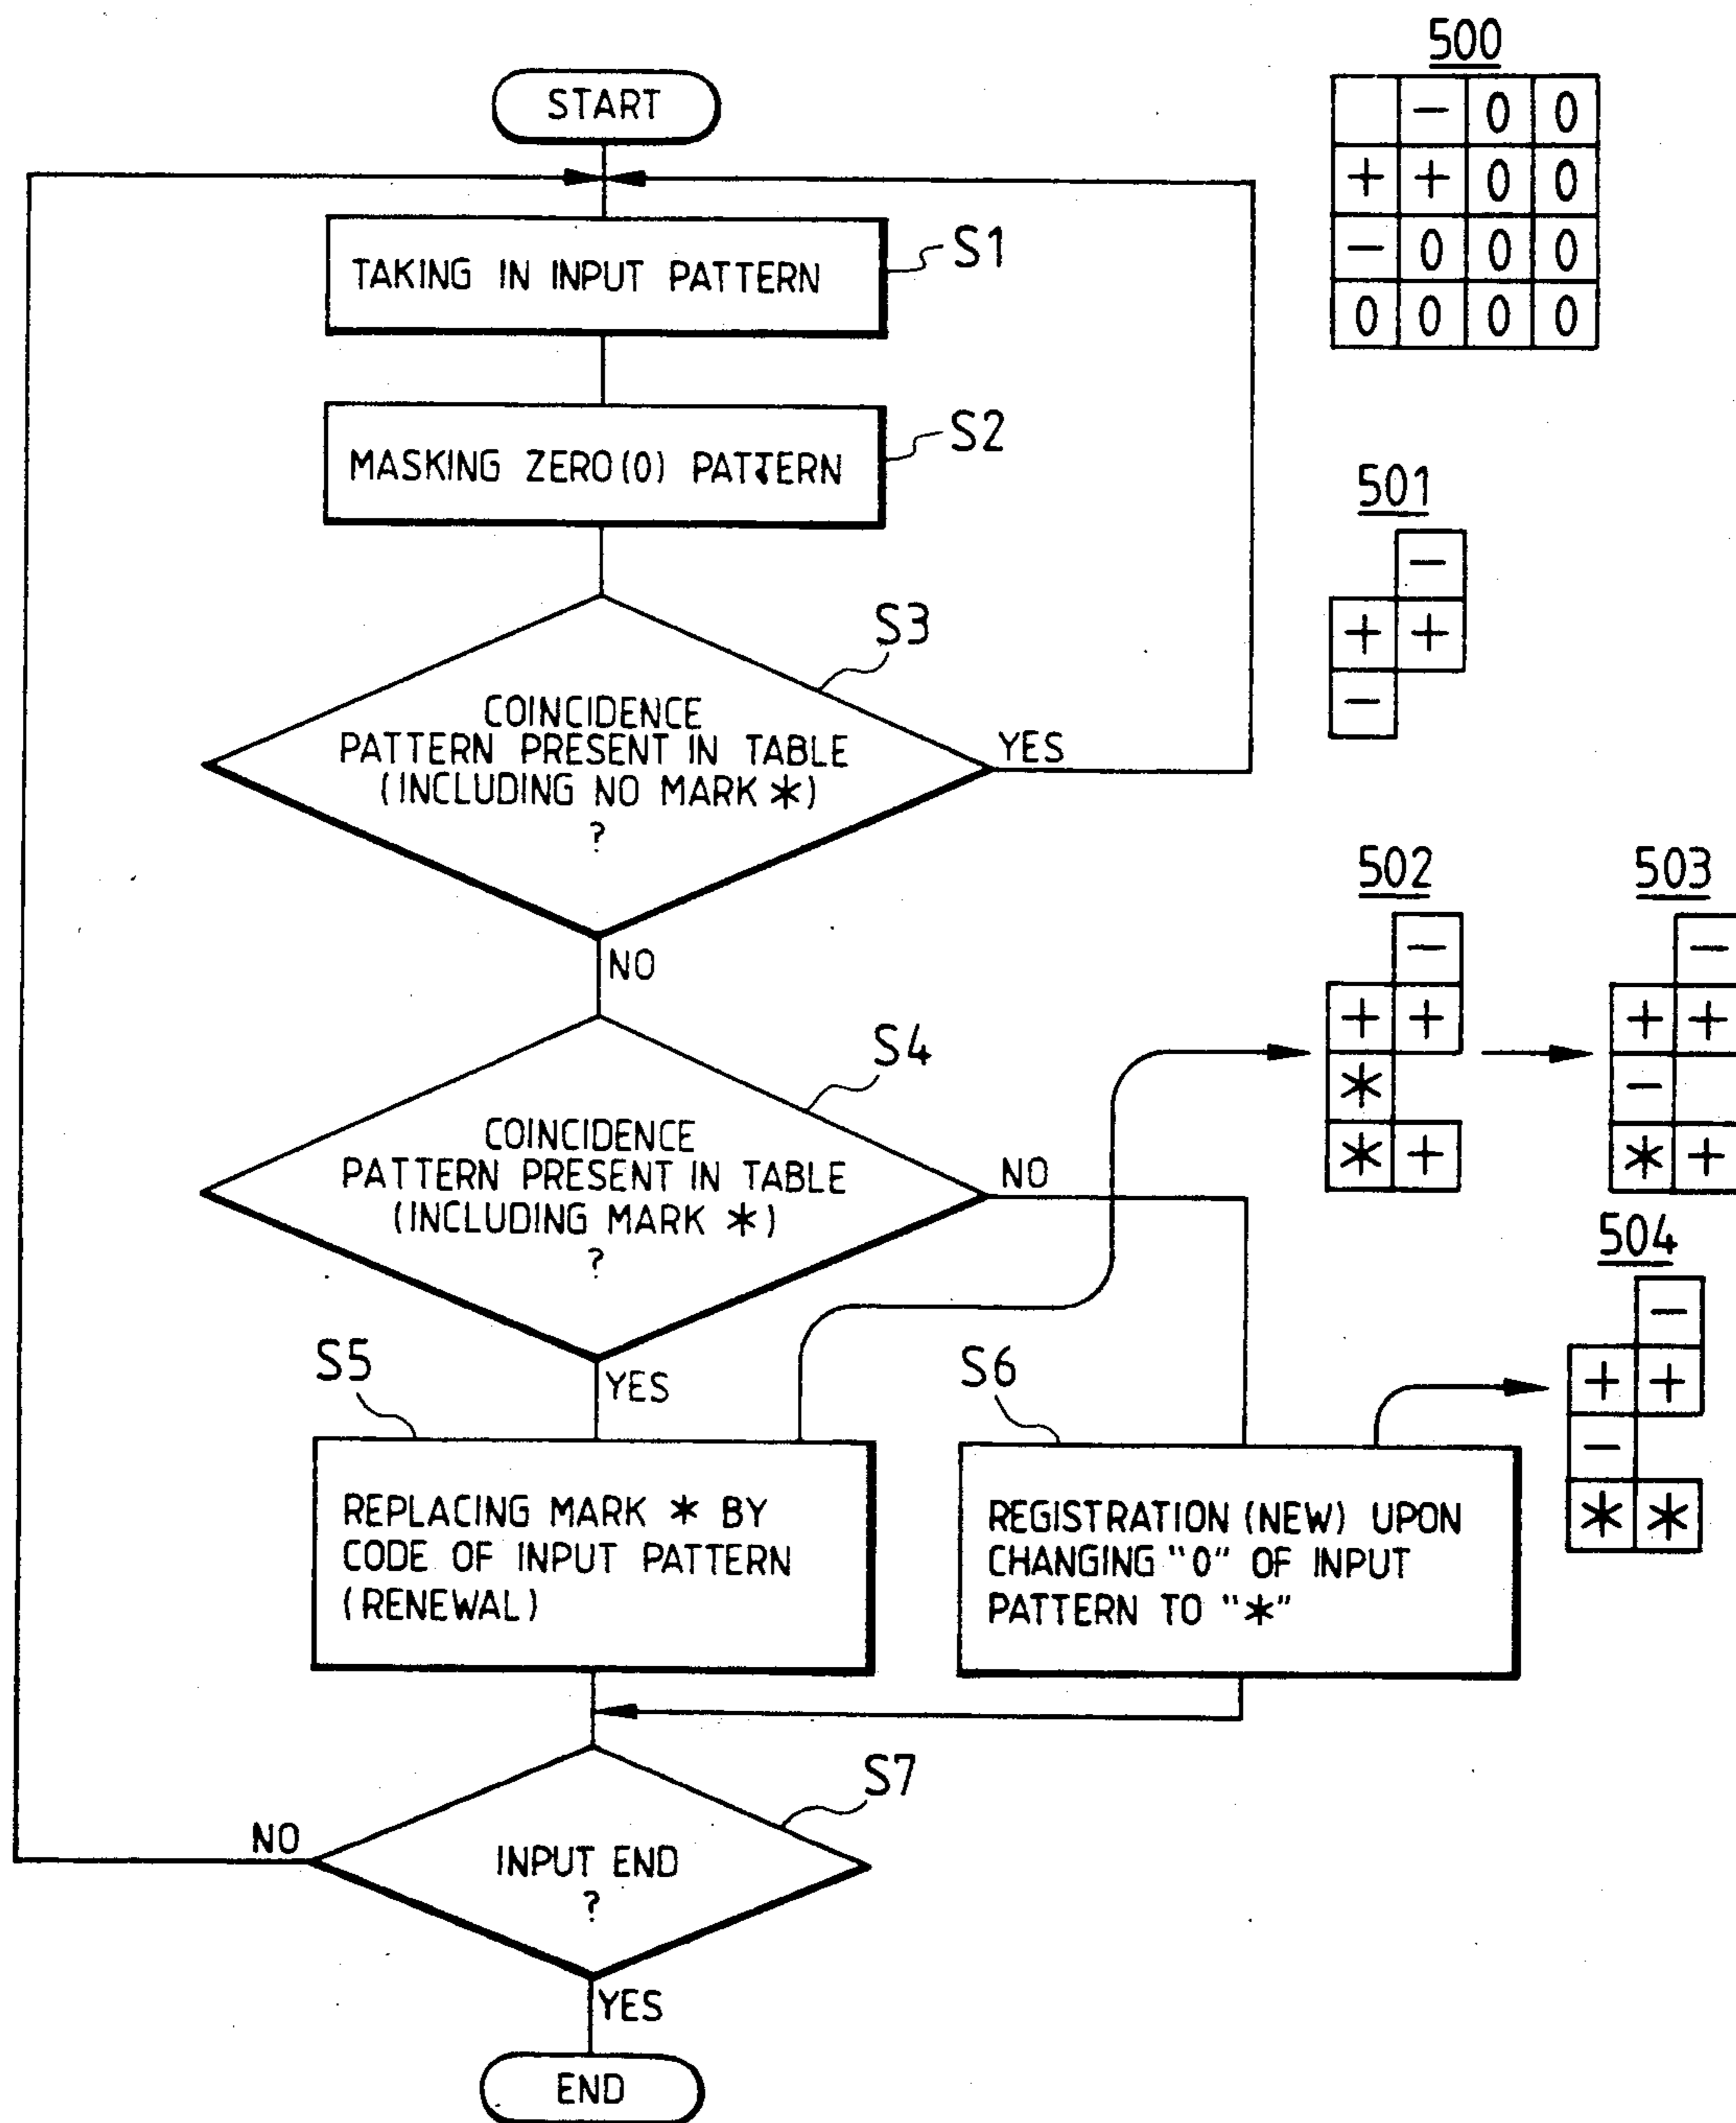 START
TAKING IN INPUT PATTERN
S1
MASKING ZERO(0) PATTERN
S2
COINCIDENCE
PATTERN PRESENT IN TABLE
(INCLUDING NO MARK *)
?
S3
YES
NO
COINCIDENCE
PATTERN PRESENT IN TABLE
(INCLUDING MARK *)
?
S4
NO
YES
S5
REPLACING MARK * BY
CODE OF INPUT PATTERN
(RENEWAL)
S6
REGISTRATION (NEW) UPON
CHANGING "0" OF INPUT
PATTERN TO "*"
S7
INPUT END
?
NO
YES
END
500
− 0 0
+ + 0 0
− 0 0 0
0 0 0 0
501
−
+ +
−
502
−
+ +
*
* +
503
−
+ +
−
* +
504
−
+ +
−
* *